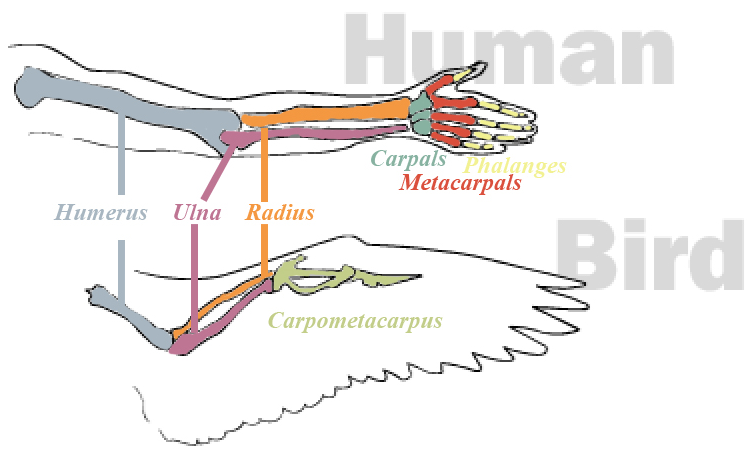 Human
Carpals Phalanges
Metacarpals
Humerus Ulna Radius
Bird
Carpometacarpus